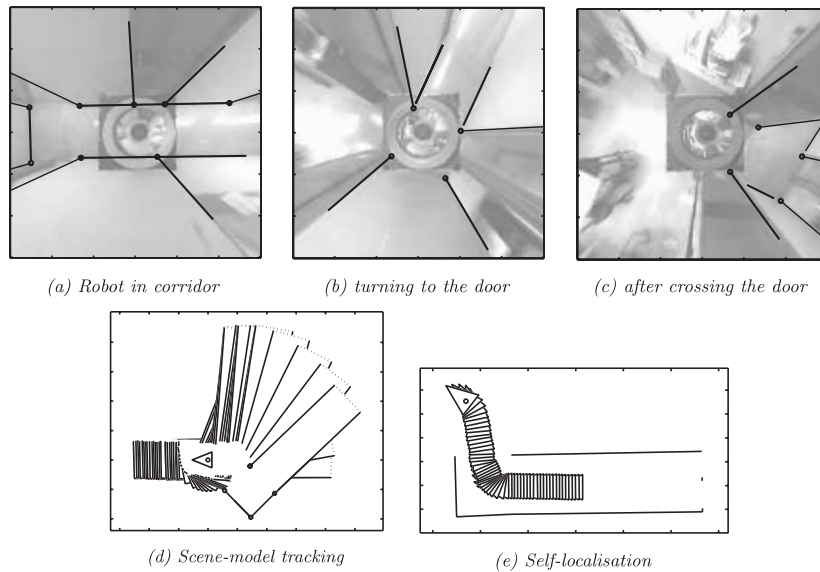 (a) Robot in corridor
(b) turning to the door
(c) after crossing the door
(d) Scene-model tracking
(e) Self-localisation